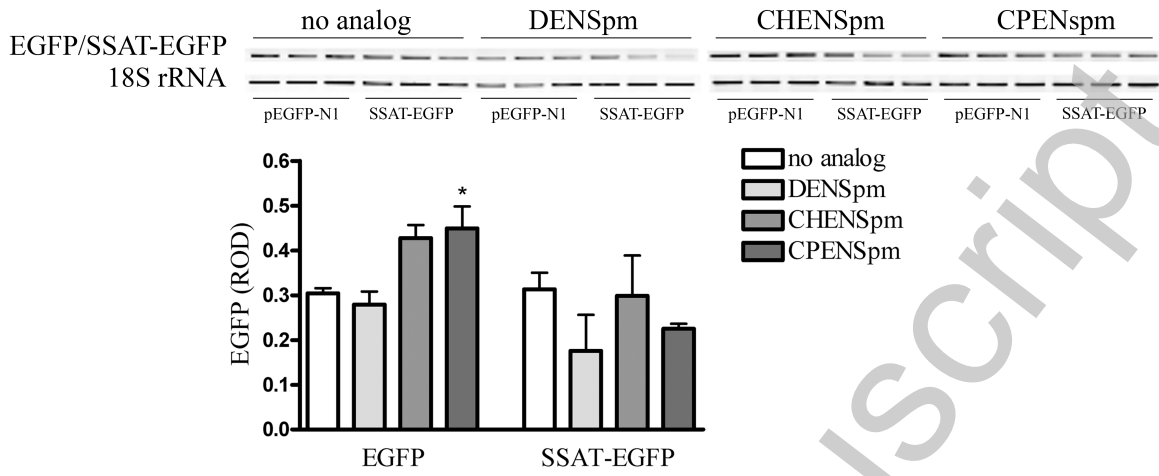 no analog DENSpm CHENSpm CPENspm
EGFP/SSAT-EGFP
18S rRNA
pEGFP-N1 SSAT-EGFP pEGFP-N1 SSAT-EGFP pEGFP-N1 SSAT-EGFP pEGFP-N1 SSAT-EGFP
0.6
0.5
0.4
0.3
0.2
0.1
0.0
EGFP (ROD)
*
no analog
DENSpm
CHENSpm
CPENSpm
EGFP SSAT-EGFP
uscript